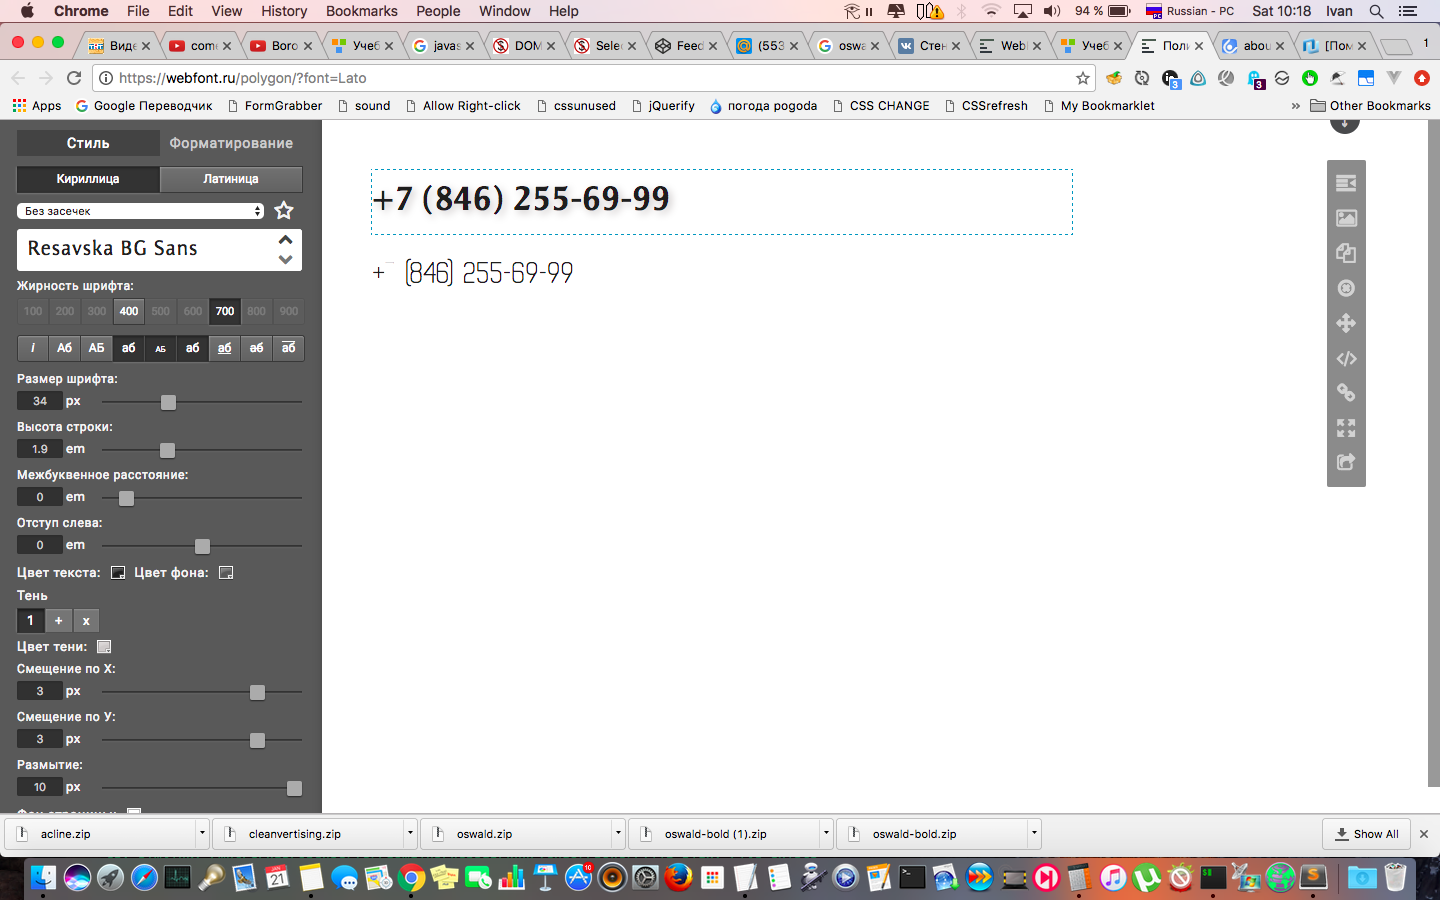 Chrome File Edit View History Bookmarks People Window Help 94 % Russian - PC Sat 10:18 Ivan
Виде come Borc Учеб javas DOM Selec Feed (553 oswa Стен Webf Учеб Поли abou [Пом 1
https://webfont.ru/polygon/?font=Lato
Apps Google Переводчик FormGrabber sound Allow Right-click cssunused jQuerify погода pogoda CSS CHANGE CSSrefresh My Bookmarklet » Other Bookmarks
Стиль Форматирование
Кириллица Латиница
Без засечек
Resavska BG Sans
Жирность шрифта:
100 200 300 400 500 600 700 800 900
i Аб АБ аб АБ аб аб аб аб
Размер шрифта:
34 px
Высота строки:
1.9 em
Межбуквенное расстояние:
0 em
Отступ слева:
0 em
Цвет текста: Цвет фона:
Тень
1 + x
Цвет тени:
Смещение по X:
3 px
Смещение по У:
3 px
Размытие:
10 px
+7 (846) 255-69-99
+ (846) 255-69-99
acline.zip cleanvertising.zip oswald.zip oswald-bold (1).zip oswald-bold.zip Show All